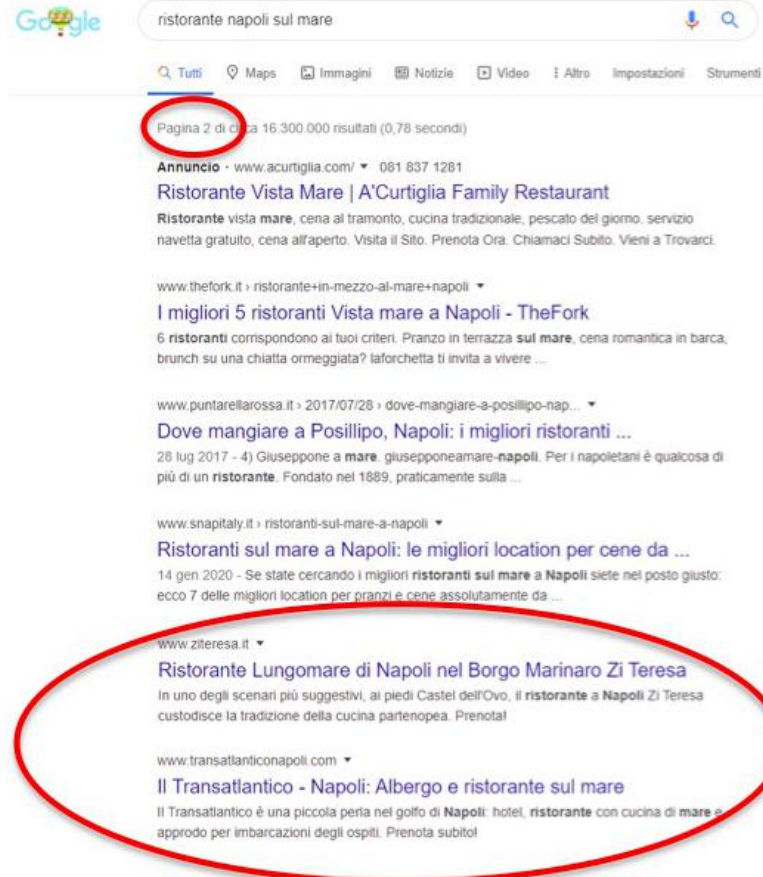 Google
ristorante napoli sul mare
Tutti Maps Immagini Notizie Video Altro Impostazioni Strumenti
Pagina 2 di circa 16.300.000 risultati (0,78 secondi)
Annuncio · www.acurtiglia.com/ 081 837 1281
Ristorante Vista Mare | A'Curtiglia Family Restaurant
Ristorante vista mare, cena al tramonto, cucina tradizionale, pescato del giorno. servizio
navetta gratuito, cena all'aperto. Visita il Sito. Prenota Ora. Chiamaci Subito. Vieni a Trovarci.
www.thefork.it › ristorante+in-mezzo-al-mare+napoli
I migliori 5 ristoranti Vista mare a Napoli - TheFork
6 ristoranti corrispondono ai tuoi criteri. Pranzo in terrazza sul mare, cena romantica in barca,
brunch su una chiatta ormeggiata? laforchetta ti invita a vivere ...
www.puntarellarossa.it › 2017/07/28 › dove-mangiare-a-posillipo-nap...
Dove mangiare a Posillipo, Napoli: i migliori ristoranti ...
28 lug 2017 - 4) Giuseppone a mare. giusepponeamare-napoli. Per i napoletani è qualcosa di
più di un ristorante. Fondato nel 1889, praticamente sulla ...
www.snapitaly.it › ristoranti-sul-mare-a-napoli
Ristoranti sul mare a Napoli: le migliori location per cene da ...
14 gen 2020 - Se state cercando i migliori ristoranti sul mare a Napoli siete nel posto giusto:
ecco 7 delle migliori location per pranzi e cene assolutamente da ...
www.ziteresa.it
Ristorante Lungomare di Napoli nel Borgo Marinaro Zi Teresa
In uno degli scenari più suggestivi, ai piedi Castel dell'Ovo, il ristorante a Napoli Zi Teresa
custodisce la tradizione della cucina partenopea. Prenota!
www.transatlanticonapoli.com
Il Transatlantico - Napoli: Albergo e ristorante sul mare
Il Transatlantico è una piccola perla nel golfo di Napoli: hotel, ristorante con cucina di mare e
approdo per imbarcazioni degli ospiti. Prenota subito!